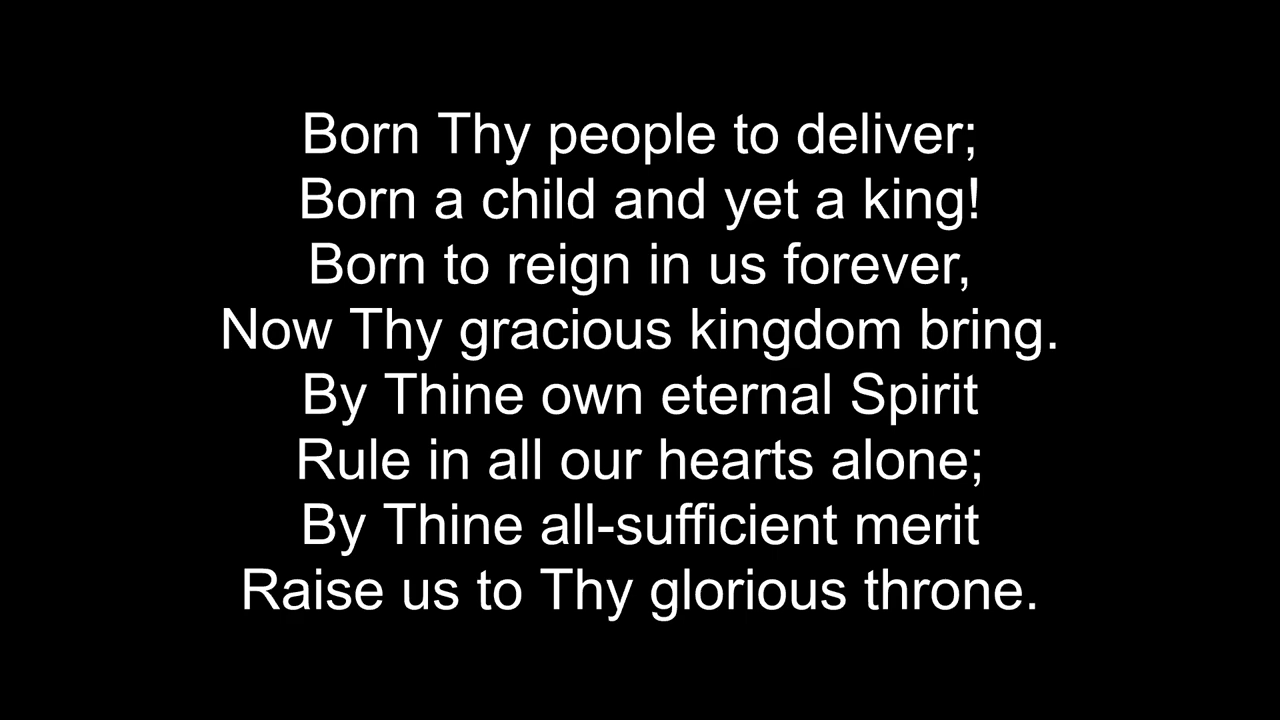 Born Thy people to deliver;
Born a child and yet a king!
Born to reign in us forever,
Now Thy gracious kingdom bring.
By Thine own eternal Spirit
Rule in all our hearts alone;
By Thine all-sufficient merit
Raise us to Thy glorious throne.